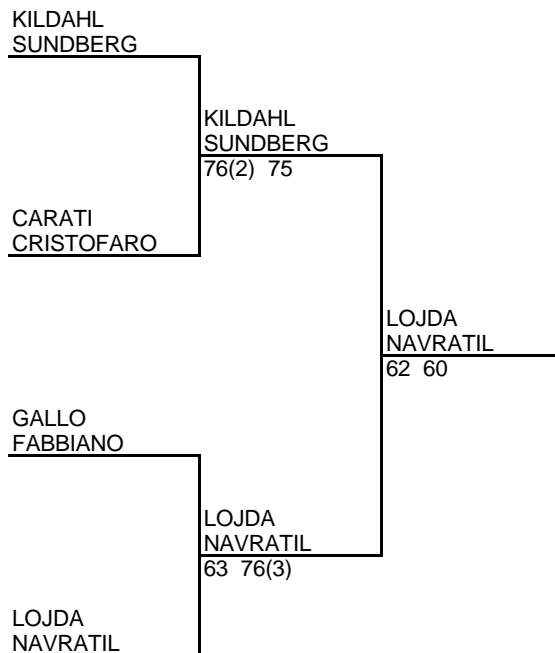 KILDAHL
SUNDBERG
KILDAHL
SUNDBERG
76(2) 75
CARATI
CRISTOFARO
LOJDA
NAVRATIL
62 60
GALLO
FABBIANO
LOJDA
NAVRATIL
63 76(3)
LOJDA
NAVRATIL